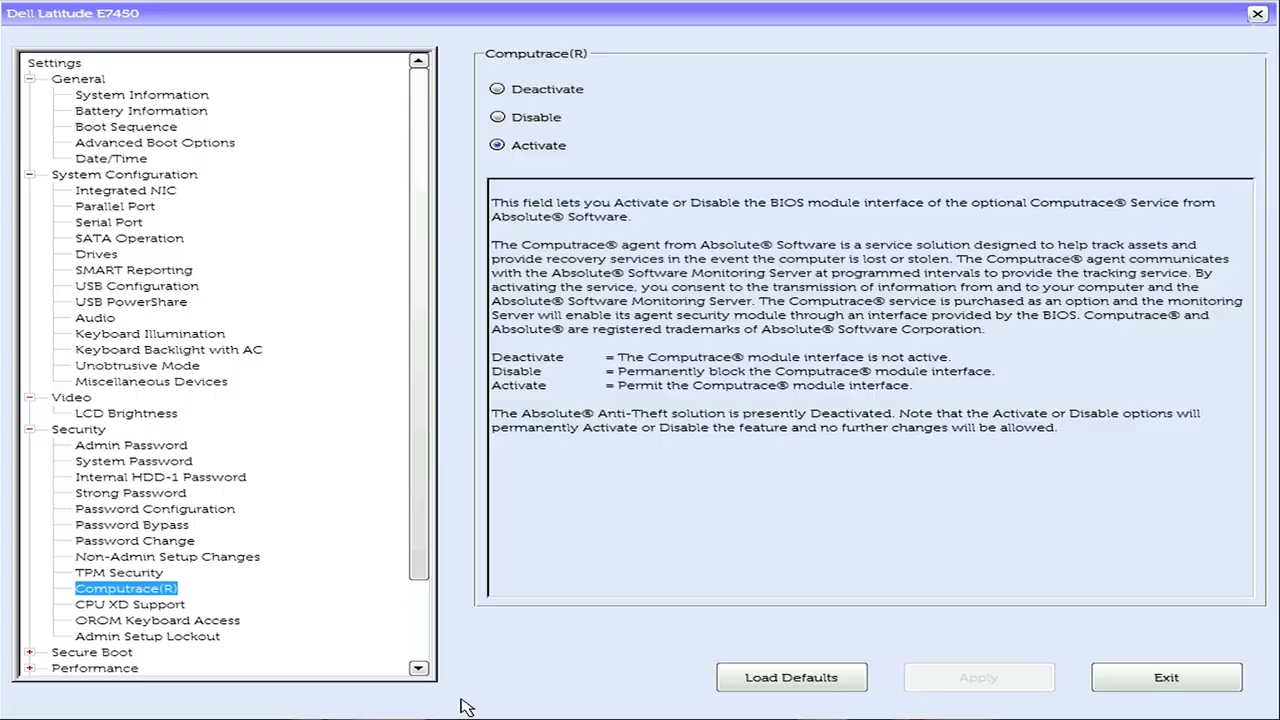 Dell Latitude E7450
Settings
General
System Information
Battery Information
Boot Sequence
Advanced Boot Options
Date/Time
System Configuration
Integrated NIC
Parallel Port
Serial Port
SATA Operation
Drives
SMART Reporting
USB Configuration
USB PowerShare
Audio
Keyboard Illumination
Keyboard Backlight with AC
Unobtrusive Mode
Miscellaneous Devices
Video
LCD Brightness
Security
Admin Password
System Password
Internal HDD-1 Password
Strong Password
Password Configuration
Password Bypass
Password Change
Non-Admin Setup Changes
TPM Security
Computrace(R)
CPU XD Support
OROM Keyboard Access
Admin Setup Lockout
Secure Boot
Performance
Computrace(R)
Deactivate
Disable
Activate
This field lets you Activate or Disable the BIOS module interface of the optional Computrace® Service from
Absolute® Software.
The Computrace® agent from Absolute® Software is a service solution designed to help track assets and
provide recovery services in the event the computer is lost or stolen. The Computrace® agent communicates
with the Absolute® Software Monitoring Server at programmed intervals to provide the tracking service. By
activating the service, you consent to the transmission of information from and to your computer and the
Absolute® Software Monitoring Server. The Computrace® service is purchased as an option and the monitoring
Server will enable its agent security module through an interface provided by the BIOS. Computrace® and
Absolute® are registered trademarks of Absolute® Software Corporation.
Deactivate = The Computrace® module interface is not active.
Disable = Permanently block the Computrace® module interface.
Activate = Permit the Computrace® module interface.
The Absolute® Anti-Theft solution is presently Deactivated. Note that the Activate or Disable options will
permanently Activate or Disable the feature and no further changes will be allowed.
Load Defaults
Apply
Exit